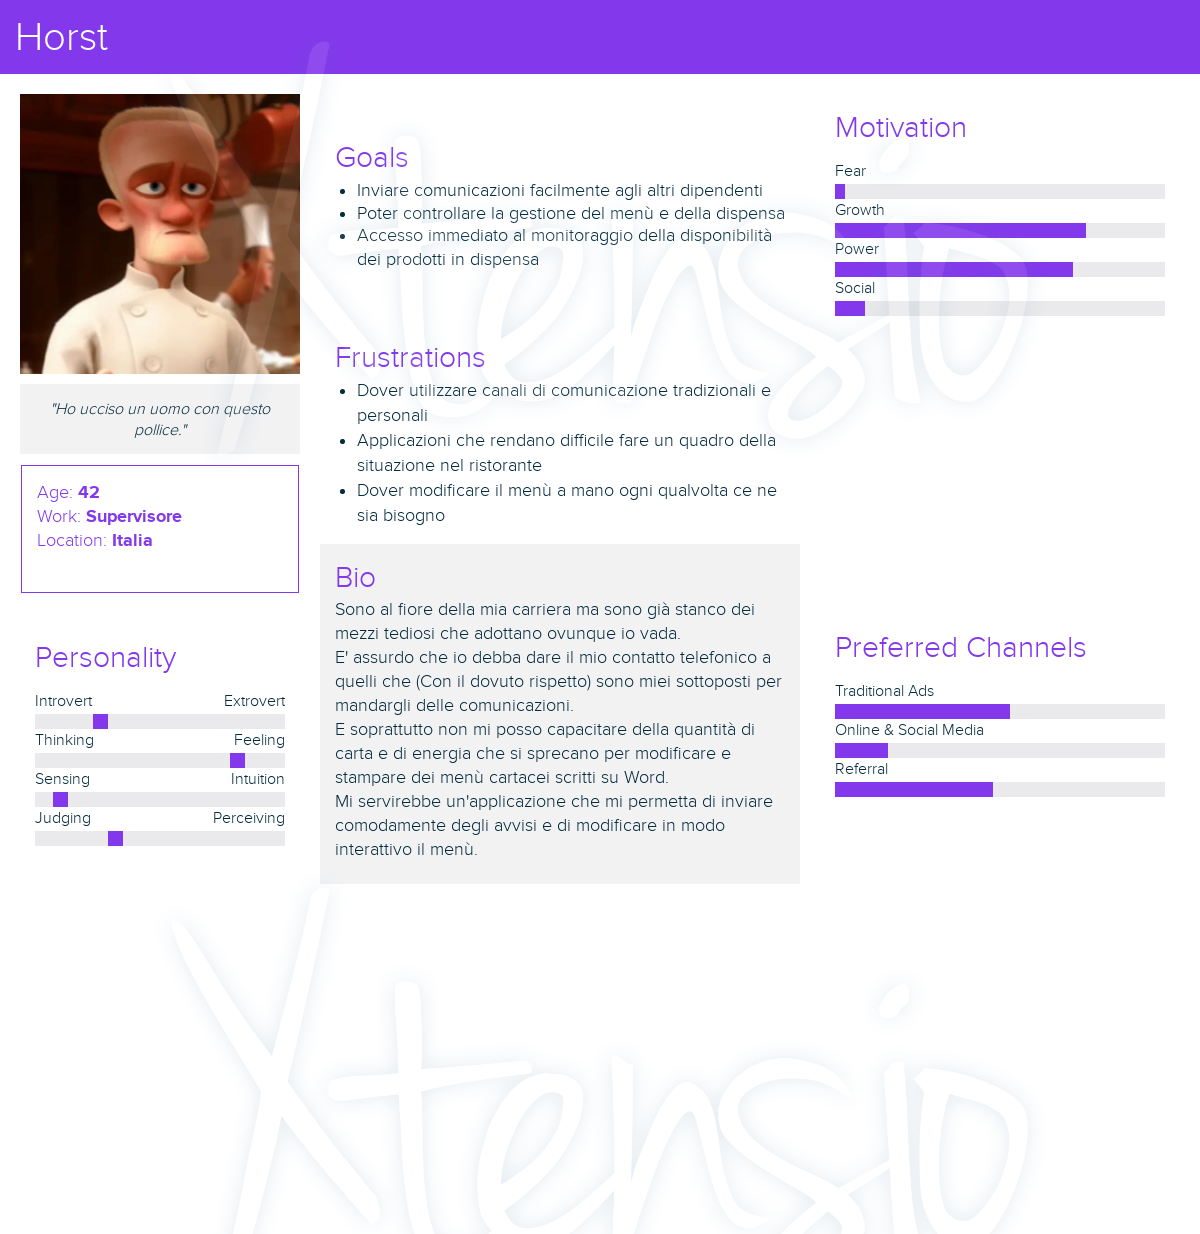 Horst
"Ho ucciso un uomo con questo
pollice."
Age: 42
Work: Supervisore
Location: Italia
Personality
Introvert Extrovert
Thinking Feeling
Sensing Intuition
Judging Perceiving
Goals
• Inviare comunicazioni facilmente agli altri dipendenti
• Poter controllare la gestione del menù e della dispensa
• Accesso immediato al monitoraggio della disponibilità
dei prodotti in dispensa
Frustrations
• Dover utilizzare canali di comunicazione tradizionali e
personali
• Applicazioni che rendano difficile fare un quadro della
situazione nel ristorante
• Dover modificare il menù a mano ogni qualvolta ce ne
sia bisogno
Bio
Sono al fiore della mia carriera ma sono già stanco dei
mezzi tediosi che adottano ovunque io vada.
E' assurdo che io debba dare il mio contatto telefonico a
quelli che (Con il dovuto rispetto) sono miei sottoposti per
mandargli delle comunicazioni.
E soprattutto non mi posso capacitare della quantità di
carta e di energia che si sprecano per modificare e
stampare dei menù cartacei scritti su Word.
Mi servirebbe un'applicazione che mi permetta di inviare
comodamente degli avvisi e di modificare in modo
interattivo il menù.
Motivation
Fear
Growth
Power
Social
Preferred Channels
Traditional Ads
Online & Social Media
Referral
Xtensio
Xtensio